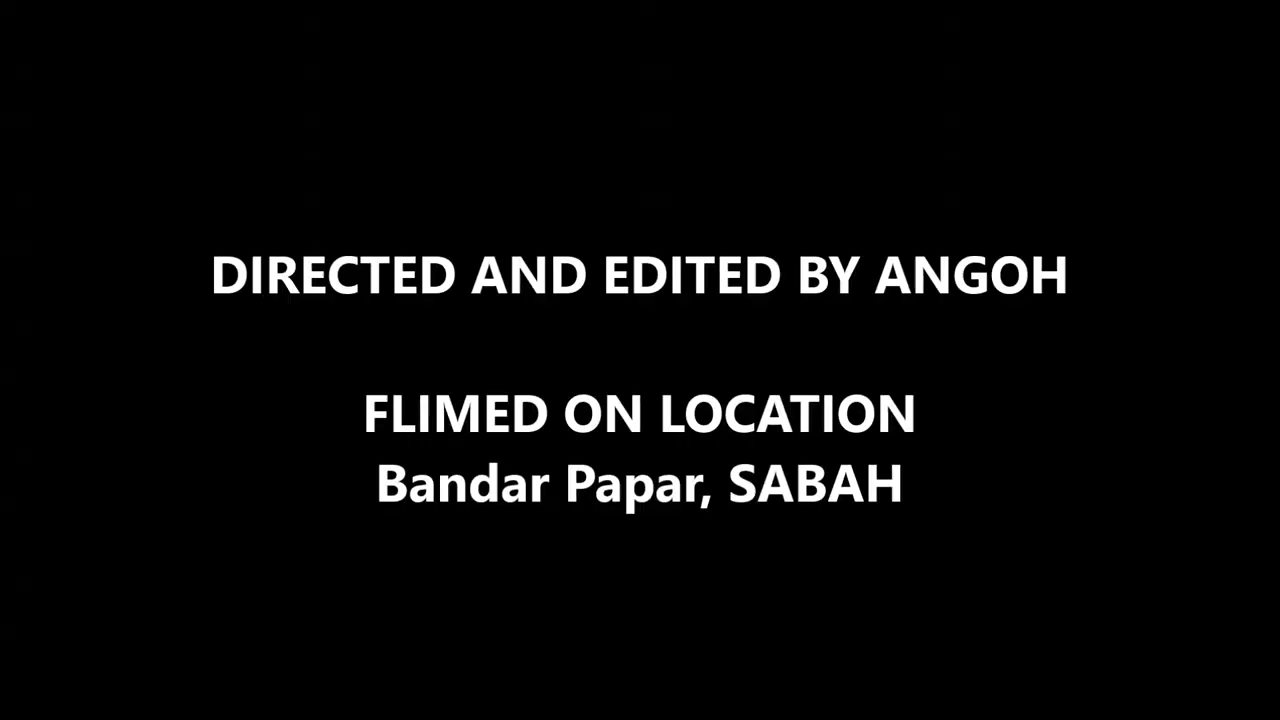 DIRECTED AND EDITED BY ANGOH
FLIMED ON LOCATION
Bandar Papar, SABAH